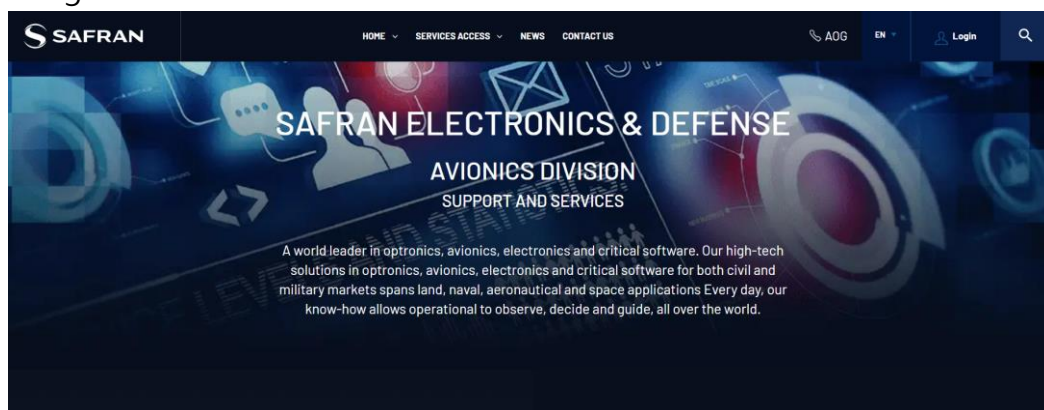 SAFRAN
HOME
SERVICES ACCESS
NEWS
CONTACT US
AOG
EN
Login
SAFRAN ELECTRONICS & DEFENSE
AVIONICS DIVISION
SUPPORT AND SERVICES
A world leader in optronics, avionics, electronics and critical software. Our high-tech
solutions in optronics, avionics, electronics and critical software for both civil and
military markets spans land, naval, aeronautical and space applications Every day, our
know-how allows operational to observe, decide and guide, all over the world.